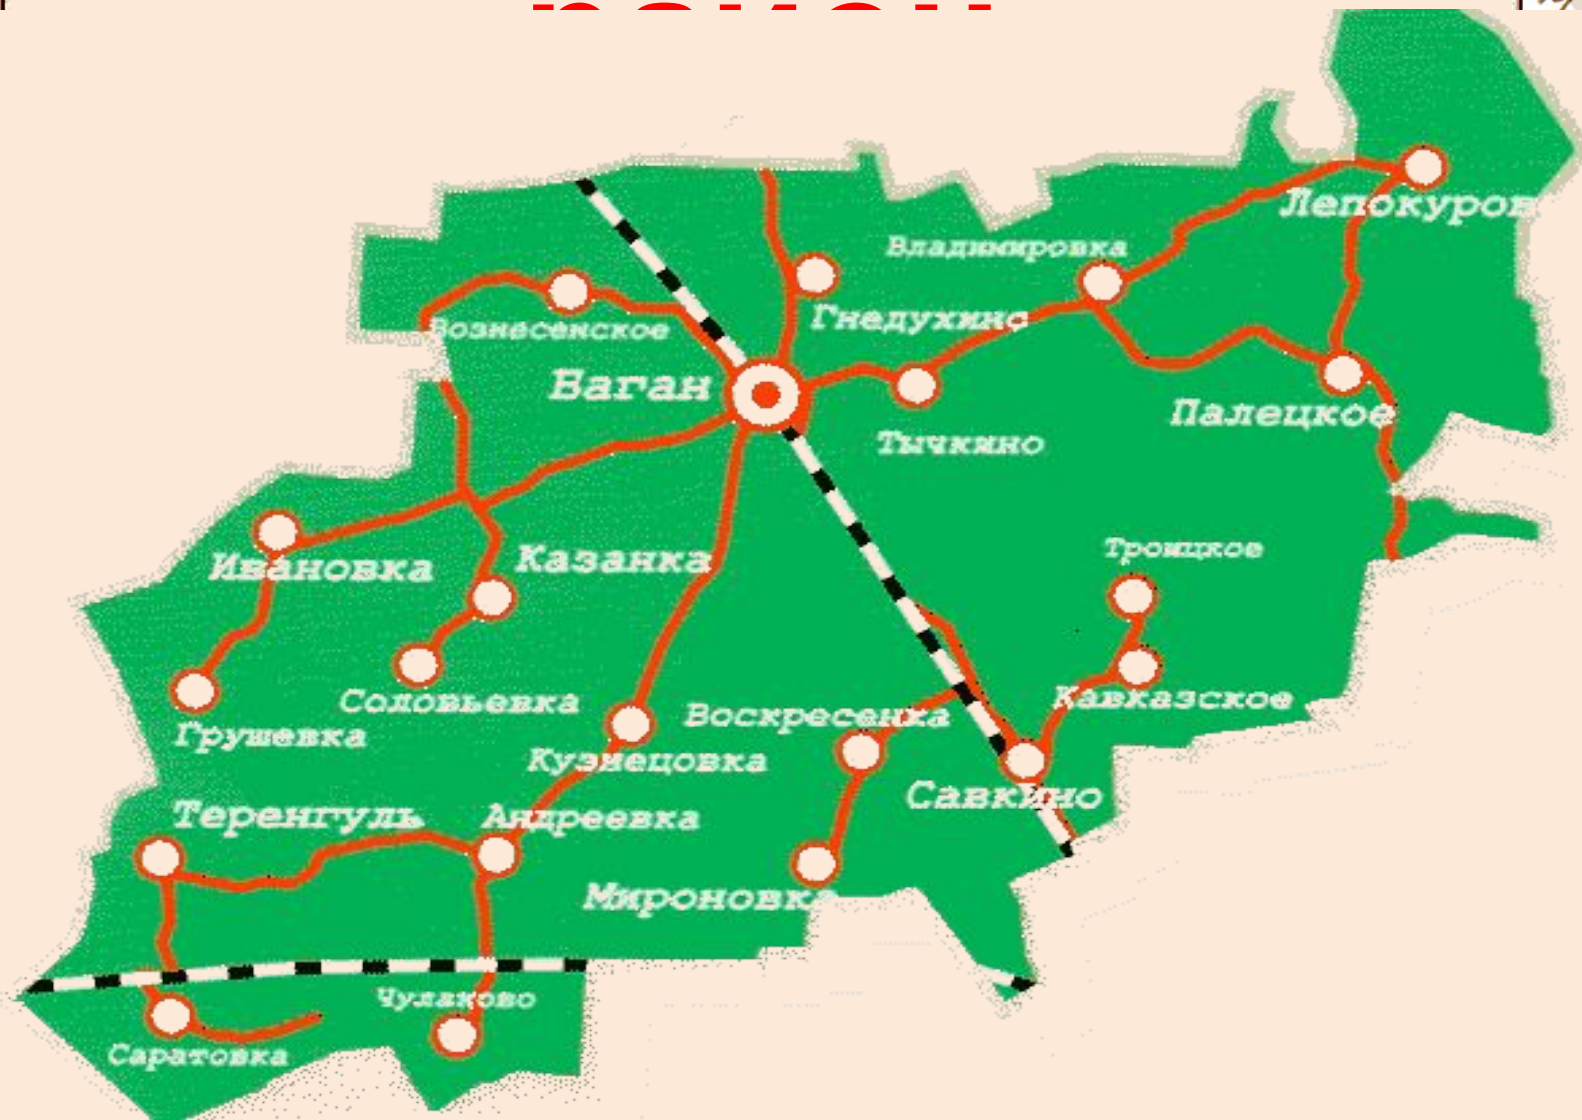 Лепокуров
Владимировка
Гнедухино
Вознесенское
Баган
Палецкое
Тычкино
Троицкое
Казанка
Ивановка
Кавказское
Соловьевка
Воскресенка
Грушевка
Кузнецовка
Савкино
Теренгуль
Андреевка
Мироновка
Чулаково
Саратовка